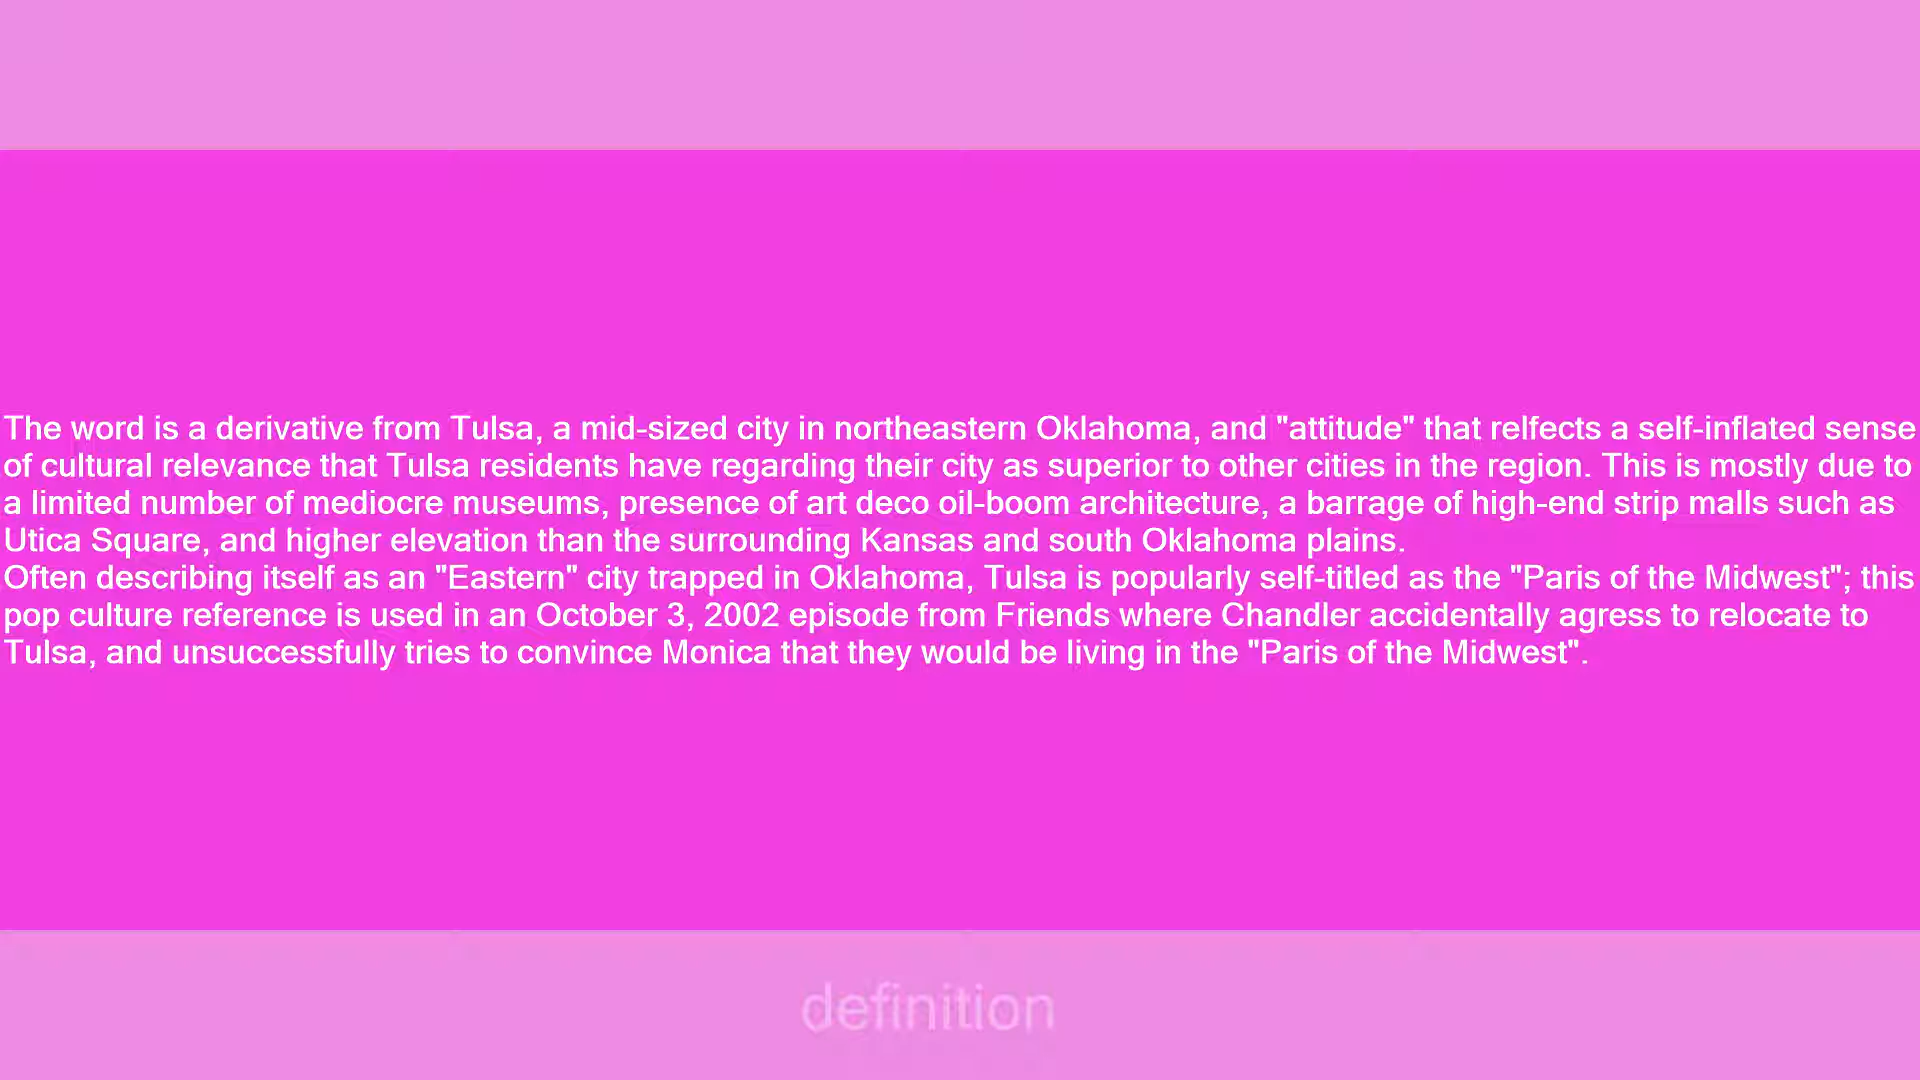 The word is a derivative from Tulsa, a mid-sized city in northeastern Oklahoma, and "attitude" that relfects a self-inflated sense
of cultural relevance that Tulsa residents have regarding their city as superior to other cities in the region. This is mostly due to
a limited number of mediocre museums, presence of art deco oil-boom architecture, a barrage of high-end strip malls such as
Utica Square, and higher elevation than the surrounding Kansas and south Oklahoma plains.
Often describing itself as an "Eastern" city trapped in Oklahoma, Tulsa is popularly self-titled as the "Paris of the Midwest"; this
pop culture reference is used in an October 3, 2002 episode from Friends where Chandler accidentally agress to relocate to
Tulsa, and unsuccessfully tries to convince Monica that they would be living in the "Paris of the Midwest".
definition